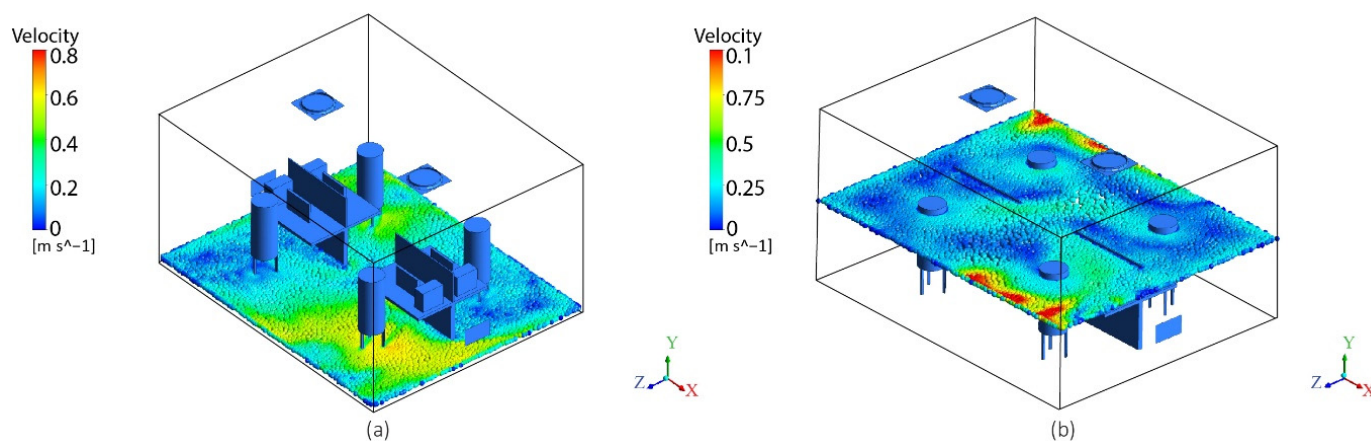 Velocity
0.8
0.6
0.4
0.2
0
[m s^−1]
Y
Z
X
(a)
Velocity
0.1
0.75
0.5
0.25
0
[m s^−1]
Y
Z
X
(b)